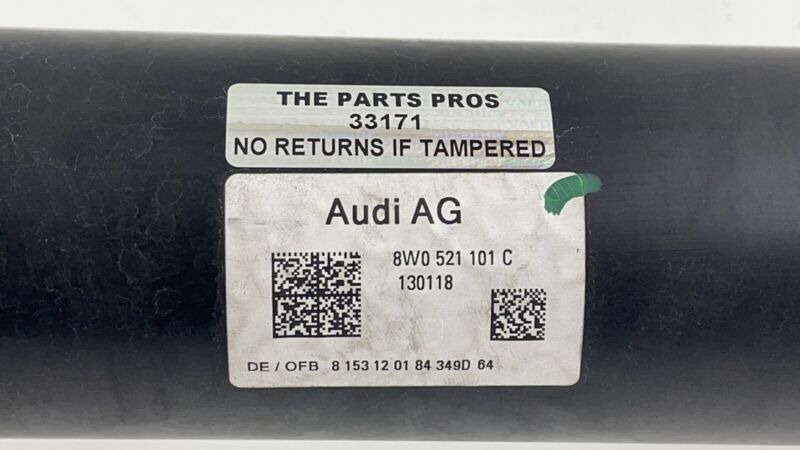 THE PARTS PROS
33171
NO RETURNS IF TAMPERED
Audi AG
8W0 521 101 C
130118
DE / OFB 8 153 12 01 84 349D 64